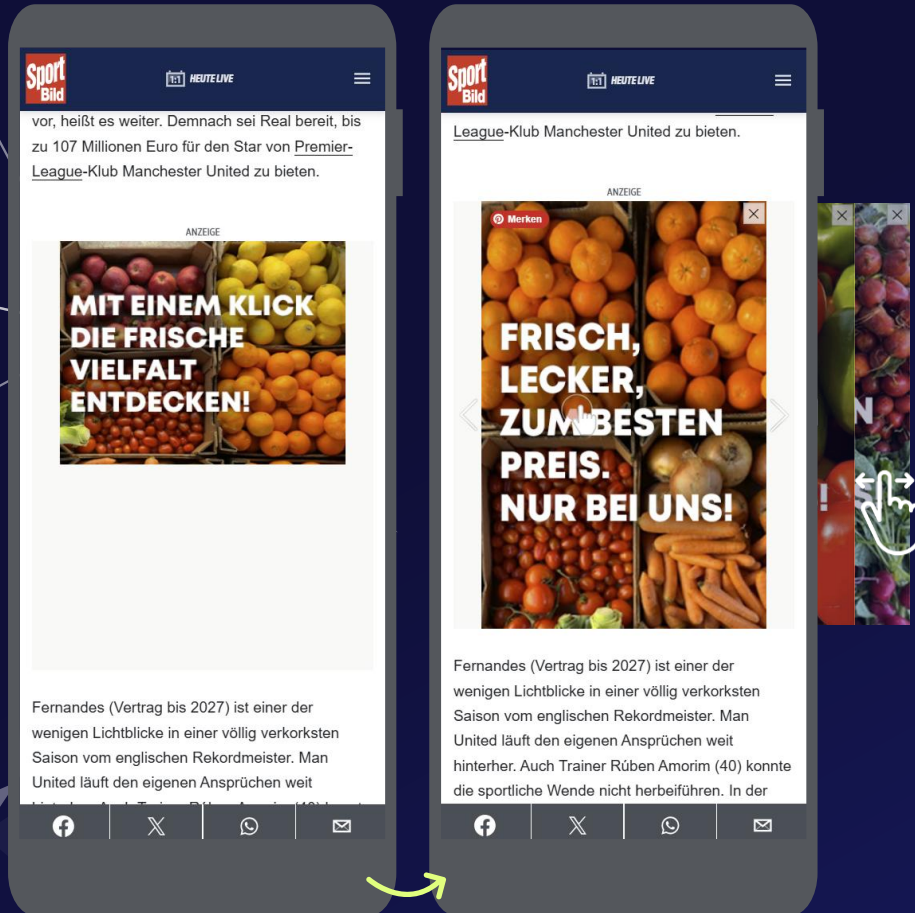 Sport
Bild
1:1 HEUTE LIVE
vor, heißt es weiter. Demnach sei Real bereit, bis
zu 107 Millionen Euro für den Star von Premier-
League-Klub Manchester United zu bieten.
ANZEIGE
MIT EINEM KLICK
DIE FRISCHE
VIELFALT
ENTDECKEN!
Fernandes (Vertrag bis 2027) ist einer der
wenigen Lichtblicke in einer völlig verkorksten
Saison vom englischen Rekordmeister. Man
United läuft den eigenen Ansprüchen weit
Sport
Bild
1:1 HEUTE LIVE
League-Klub Manchester United zu bieten.
ANZEIGE
Merken
FRISCH,
LECKER,
ZUM BESTEN
PREIS.
NUR BEI UNS!
N
!
Fernandes (Vertrag bis 2027) ist einer der
wenigen Lichtblicke in einer völlig verkorksten
Saison vom englischen Rekordmeister. Man
United läuft den eigenen Ansprüchen weit
hinterher. Auch Trainer Rúben Amorim (40) konnte
die sportliche Wende nicht herbeiführen. In der